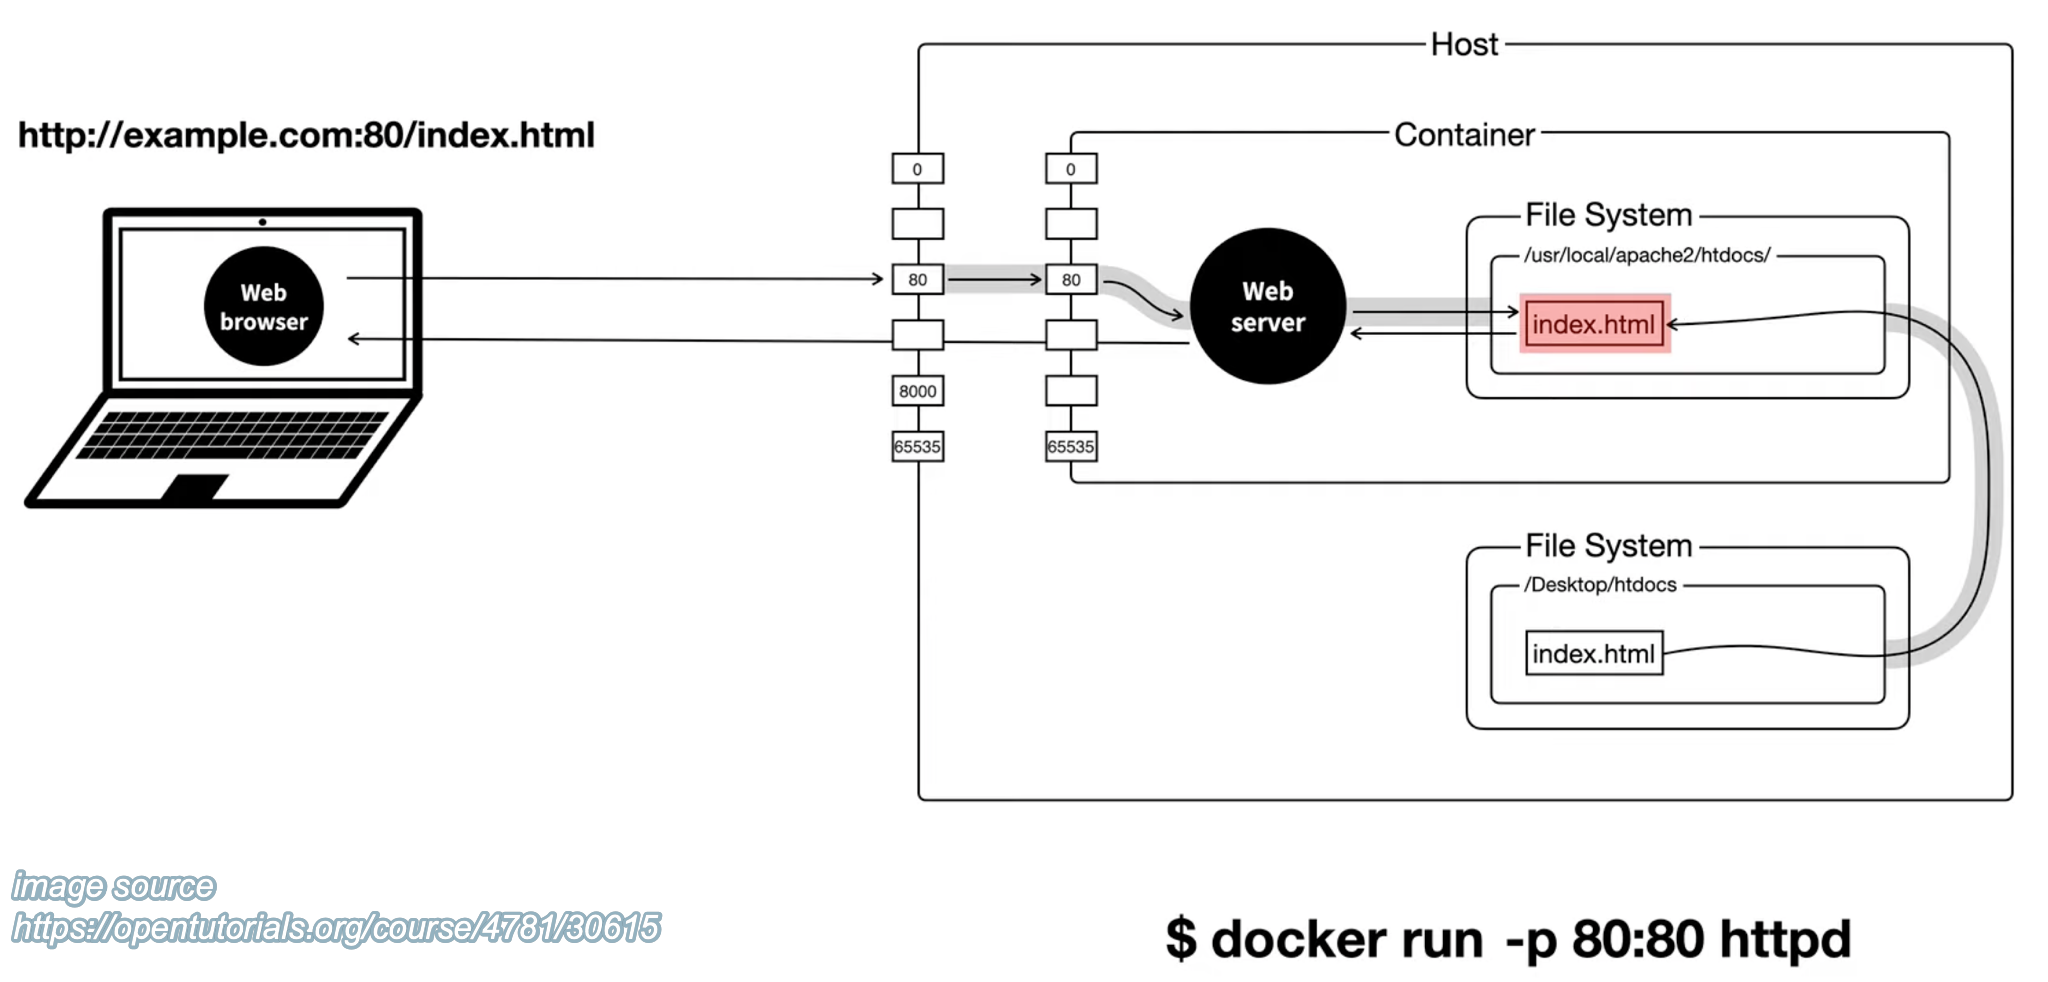 Host
http://example.com:80/index.html
Container
0
0
File System
/usr/local/apache2/htdocs/
80
80
Web
browser
Web
server
index.html
8000
65535
65535
File System
/Desktop/htdocs
index.html
image source
https://opentutorials.org/course/4781/30615
$ docker run -p 80:80 httpd